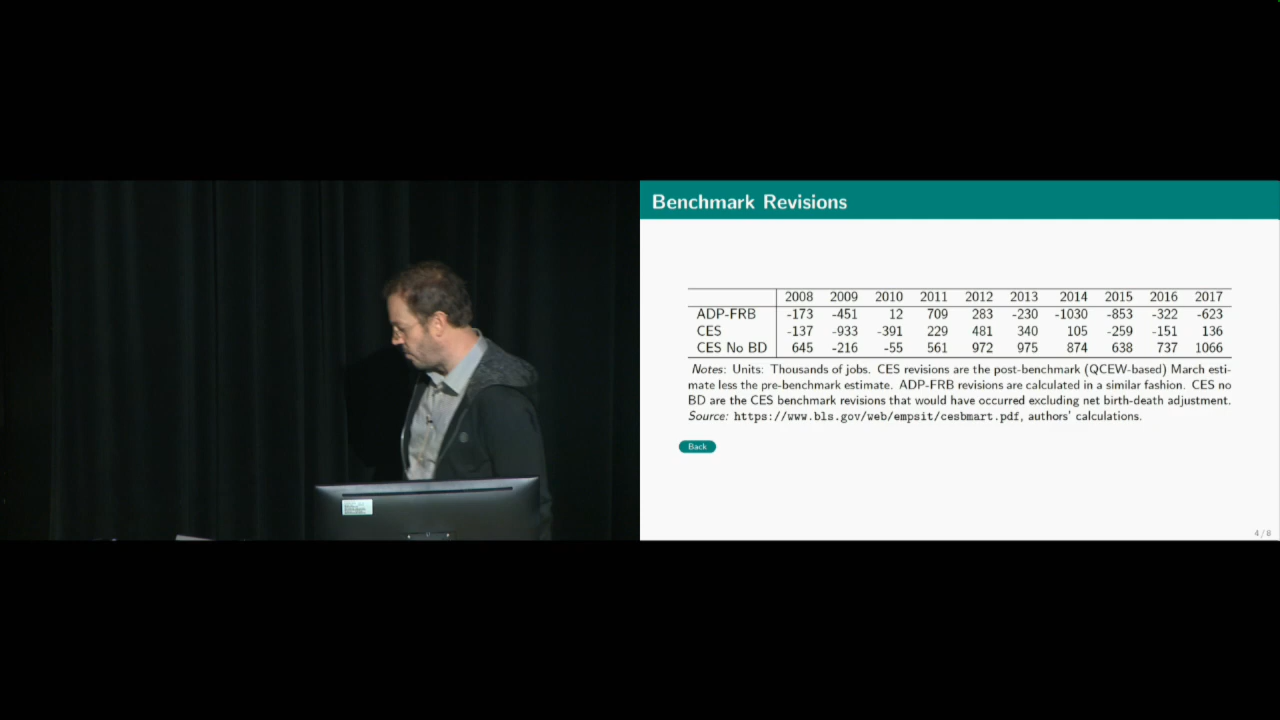 Benchmark Revisions
2008 2009 2010 2011 2012 2013 2014 2015 2016 2017
ADP-FRB -173 -451 12 709 283 -230 -1030 -853 -322 -623
CES -137 -933 -391 229 481 340 105 -259 -151 136
CES No BD 645 -216 -55 561 972 975 874 638 737 1066
Notes: Units: Thousands of jobs. CES revisions are the post-benchmark (QCEW-based) March esti-
mate less the pre-benchmark estimate. ADP-FRB revisions are calculated in a similar fashion. CES no
BD are the CES benchmark revisions that would have occurred excluding net birth-death adjustment.
Source: https://www.bls.gov/web/empsit/cesbmart.pdf, authors' calculations.
Back
4 / 8